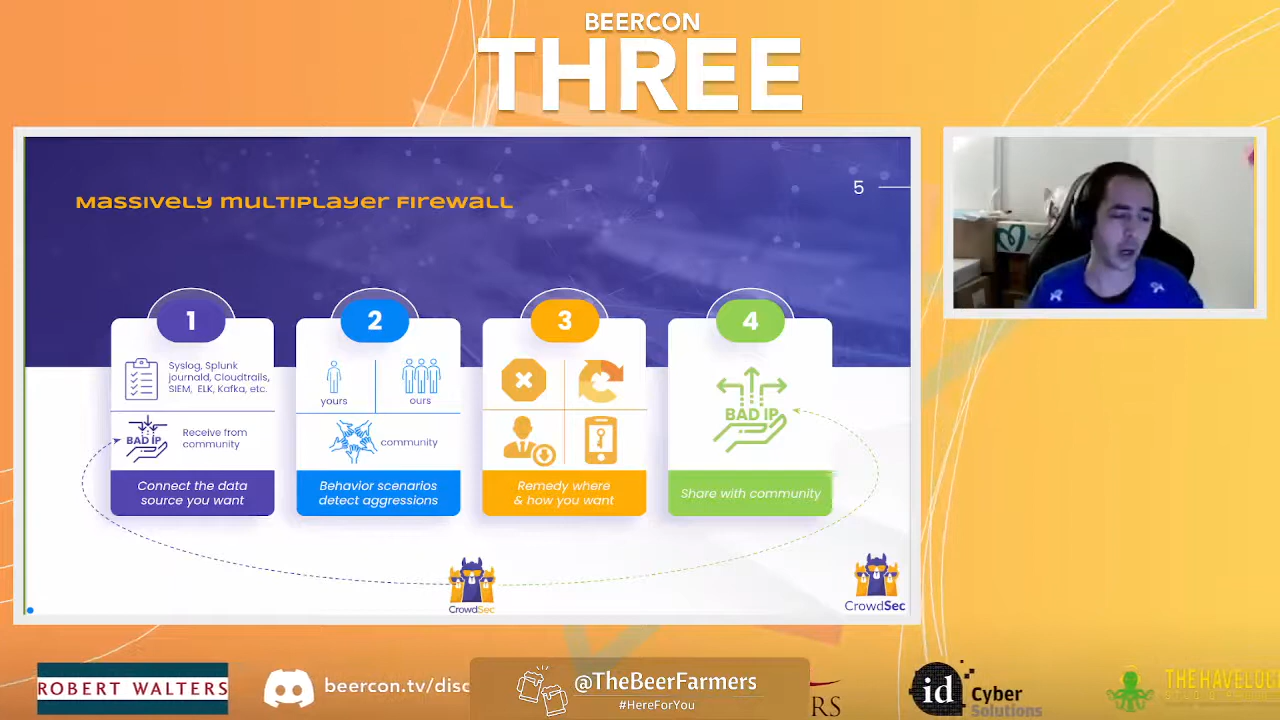 BEERCON
THREE
5
Massively multiplayer Firewall
1
2
3
4
Syslog, Splunk
journald, Cloudtrails,
SIEM, ELK, Kafka, etc.
yours
ours
BAD IP
BAD IP
Receive from
community
community
Connect the data
source you want
Behavior scenarios
detect aggressions
Remedy where
& how you want
Share with community
CrowdSec
CrowdSec
ROBERT WALTERS
beercon.tv/disc
@TheBeerFarmers
#HereForYou
RS
id
Cyber
Solutions
THE HAVELOC